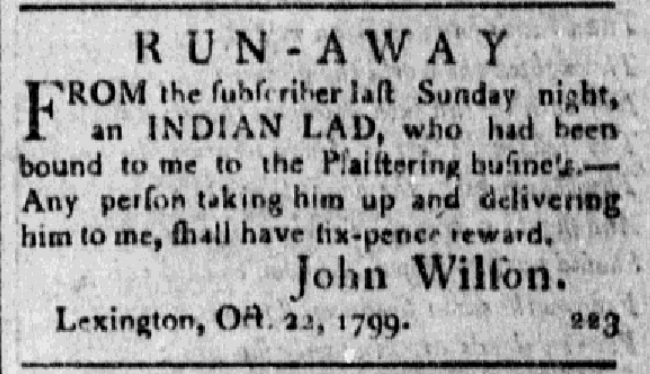 RUN-AWAY
FROM the ſubſcriber laſt Sunday night,
an INDIAN LAD, who had been
bound to me to the Plaiſtering buſineſs.—
Any perſon taking him up and delivering
him to me, ſhall have ſix-pence reward.
John Wilſon.
Lexington, Oct. 22, 1799. 223